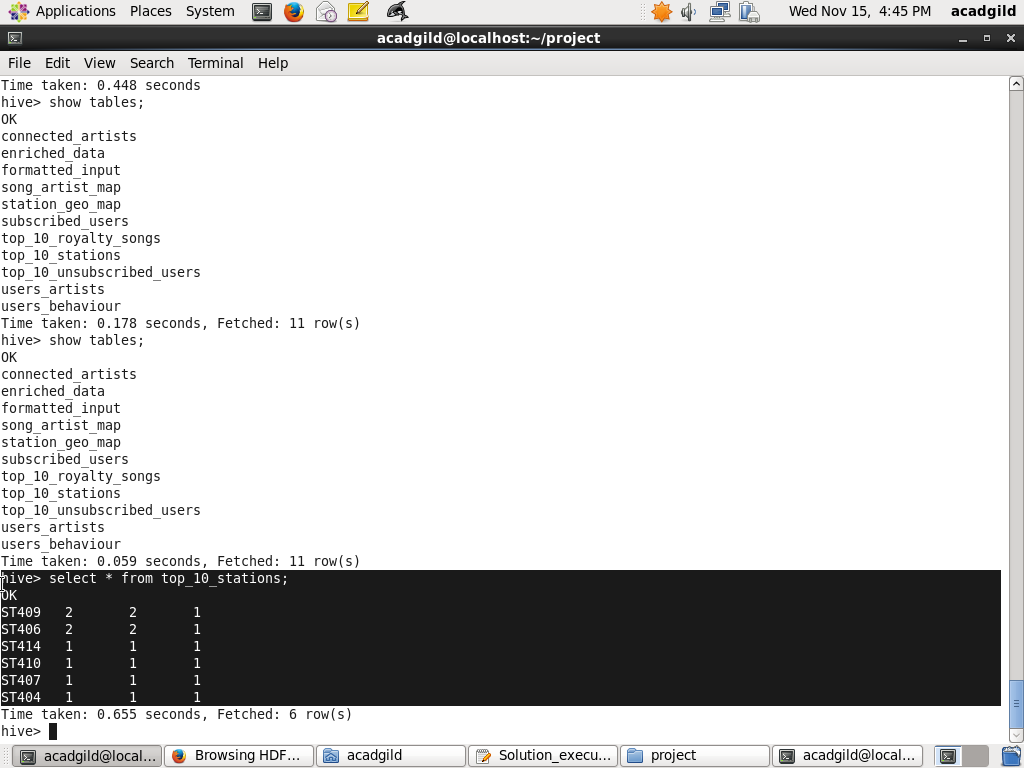 Applications Places System Wed Nov 15, 4:45 PM acadgild
acadgild@localhost:~/project
File Edit View Search Terminal Help
Time taken: 0.448 seconds
hive> show tables;
OK
connected_artists
enriched_data
formatted_input
song_artist_map
station_geo_map
subscribed_users
top_10_royalty_songs
top_10_stations
top_10_unsubscribed_users
users_artists
users_behaviour
Time taken: 0.178 seconds, Fetched: 11 row(s)
hive> show tables;
OK
connected_artists
enriched_data
formatted_input
song_artist_map
station_geo_map
subscribed_users
top_10_royalty_songs
top_10_stations
top_10_unsubscribed_users
users_artists
users_behaviour
Time taken: 0.059 seconds, Fetched: 11 row(s)
hive> select * from top_10_stations;
OK
ST409 2 2 1
ST406 2 2 1
ST414 1 1 1
ST410 1 1 1
ST407 1 1 1
ST404 1 1 1
Time taken: 0.655 seconds, Fetched: 6 row(s)
hive>
acadgild@local... Browsing HDF... acadgild Solution_execu... project acadgild@local...